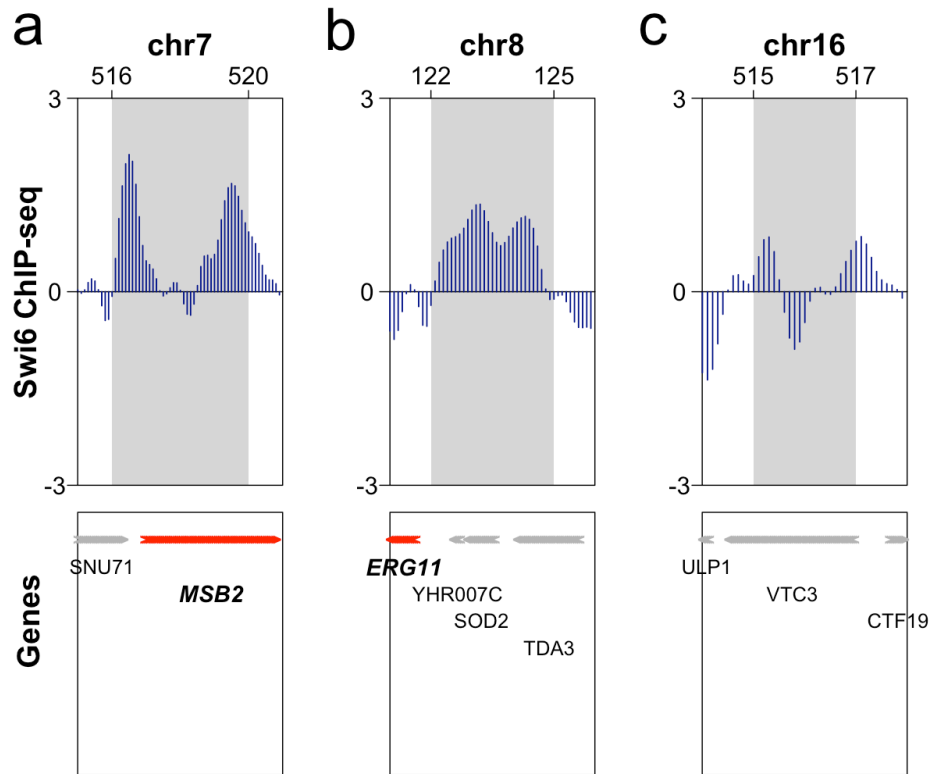 a b c
chr7 chr8 chr16
516 520 122 125 515 517
3 3 3
Swi6 ChIP-seq
0 0 0
-3 -3 -3
Genes
SNU71 ERG11 ULP1
MSB2 YHR007C VTC3
SOD2 CTF19
TDA3